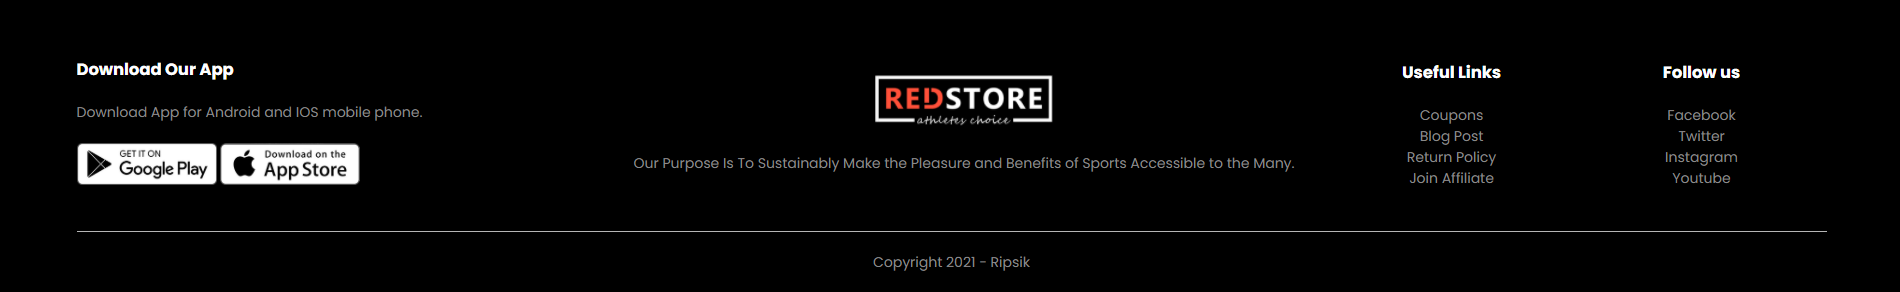 Download Our App
Download App for Android and IOS mobile phone.
GET IT ON
Google Play
Download on the
App Store
REDSTORE
athletes choice
Our Purpose Is To Sustainably Make the Pleasure and Benefits of Sports Accessible to the Many.
Useful Links
Coupons
Blog Post
Return Policy
Join Affiliate
Follow us
Facebook
Twitter
Instagram
Youtube
Copyright 2021 - Ripsik